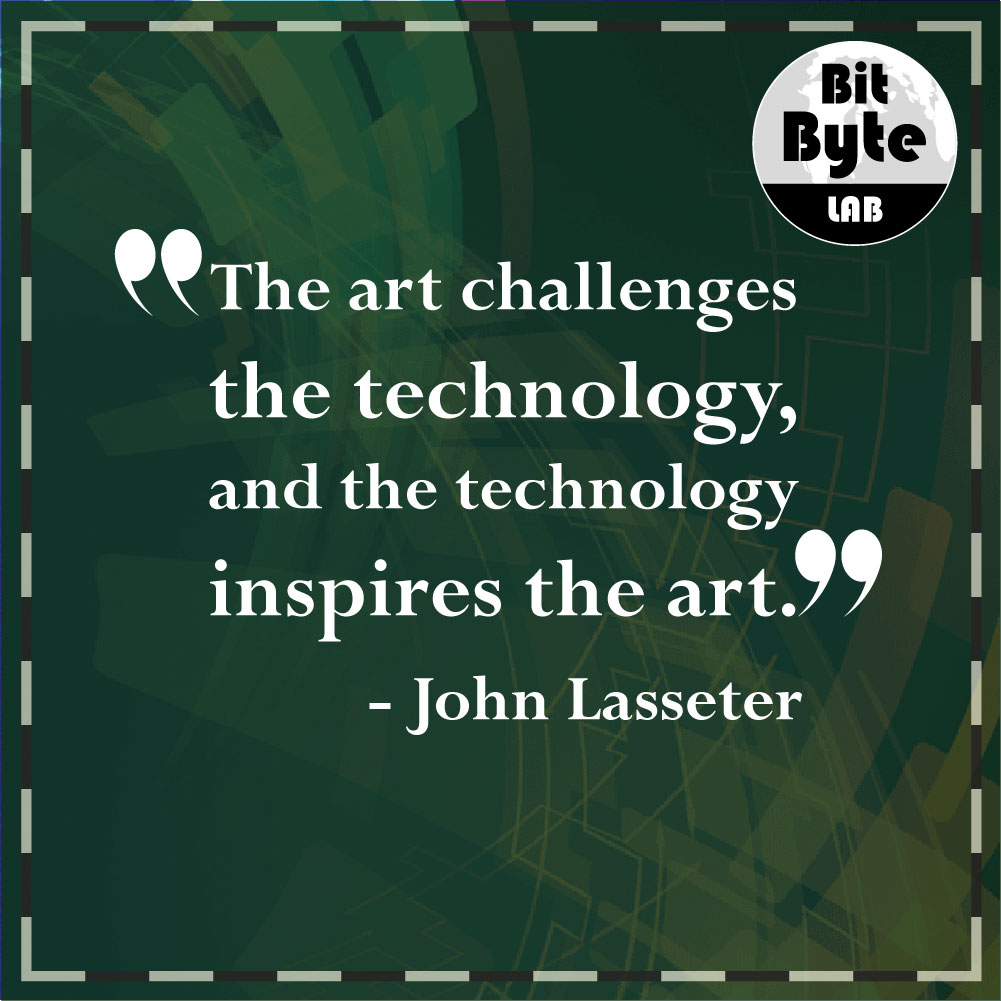 Bit
Byte
LAB
❟❟The art challenges
the technology,
and the technology
inspires the art.❟❟
- John Lasseter